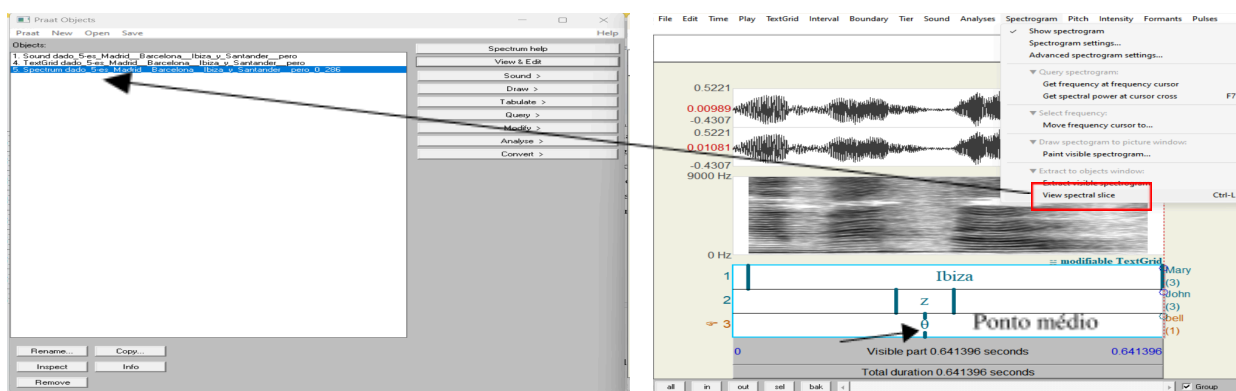 Praat Objects
Praat New Open Save Help
Objects:
1. Sound dado_5-es_Madrid__Barcelona__Ibiza_y_Santander__pero
4. TextGrid dado_5-es_Madrid__Barcelona__Ibiza_y_Santander__pero
5. Spectrum dado_5-es_Madrid__Barcelona__Ibiza_y_Santander__pero_0_286
Spectrum help
View & Edit
Sound >
Draw >
Tabulate >
Query >
Modify >
Analyse >
Convert >
Rename... Copy...
Inspect Info
Remove
File Edit Time Play TextGrid Interval Boundary Tier Sound Analyses Spectrogram Pitch Intensity Formants Pulses
✓ Show spectrogram
Spectrogram settings...
Advanced spectrogram settings...
▼ Query spectrogram:
Get frequency at frequency cursor
Get spectral power at cursor cross F7
▼ Select frequency:
Move frequency cursor to...
▼ Draw spectrogram to picture window:
Paint visible spectrogram...
▼ Extract to objects window:
Extract visible spectrogram
View spectral slice Ctrl-L
0.5221
0.00989
-0.4307
0.5221
0.01081
-0.4307
9000 Hz
0 Hz
= modifiable TextGrid
1 Ibiza Mary
(3)
2 z John
(3)
☞ 3 θ Ponto médio bell
(1)
0 Visible part 0.641396 seconds 0.641396
Total duration 0.641396 seconds
all in out sel bak Group